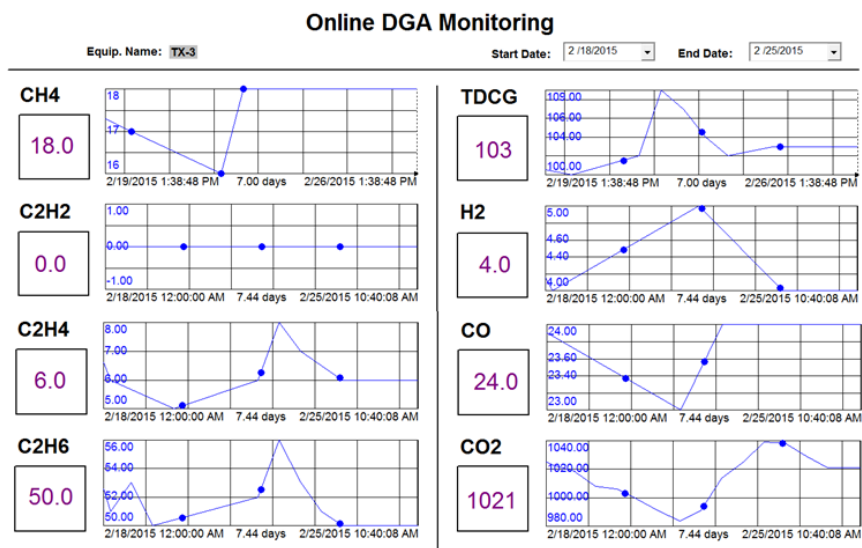 Online DGA Monitoring
Equip. Name: TX-3
Start Date: 2 /18/2015
End Date: 2 /25/2015
CH4
18.0
18
17
16
2/19/2015 1:38:48 PM 7.00 days 2/26/2015 1:38:48 PM
C2H2
0.0
1.00
0.00
-1.00
2/18/2015 12:00:00 AM 7.44 days 2/25/2015 10:40:08 AM
C2H4
6.0
8.00
7.00
6.00
5.00
2/18/2015 12:00:00 AM 7.44 days 2/25/2015 10:40:08 AM
C2H6
50.0
56.00
54.00
52.00
50.00
2/18/2015 12:00:00 AM 7.44 days 2/25/2015 10:40:08 AM
TDCG
103
109.00
106.00
104.00
100.00
2/19/2015 1:38:48 PM 7.00 days 2/26/2015 1:38:48 PM
H2
4.0
5.00
4.60
4.40
4.00
2/18/2015 12:00:00 AM 7.44 days 2/25/2015 10:40:08 AM
CO
24.0
24.00
23.60
23.40
23.00
2/18/2015 12:00:00 AM 7.44 days 2/25/2015 10:40:08 AM
CO2
1021
1040.00
1020.00
1000.00
980.00
2/18/2015 12:00:00 AM 7.44 days 2/25/2015 10:40:08 AM